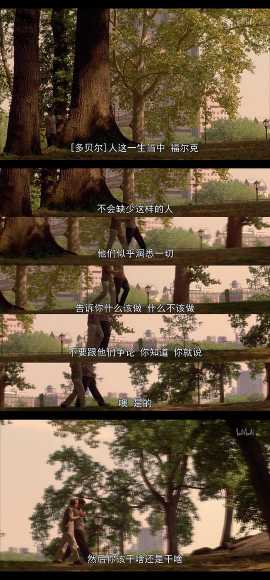 [多贝尔]人这一生当中 福尔克
不会缺少这样的人
他们似乎洞悉一切
告诉你什么该做 什么不该做
不要跟他们争论 你知道 你就说
噢 是的
bilibili
然后你该干啥还是干啥